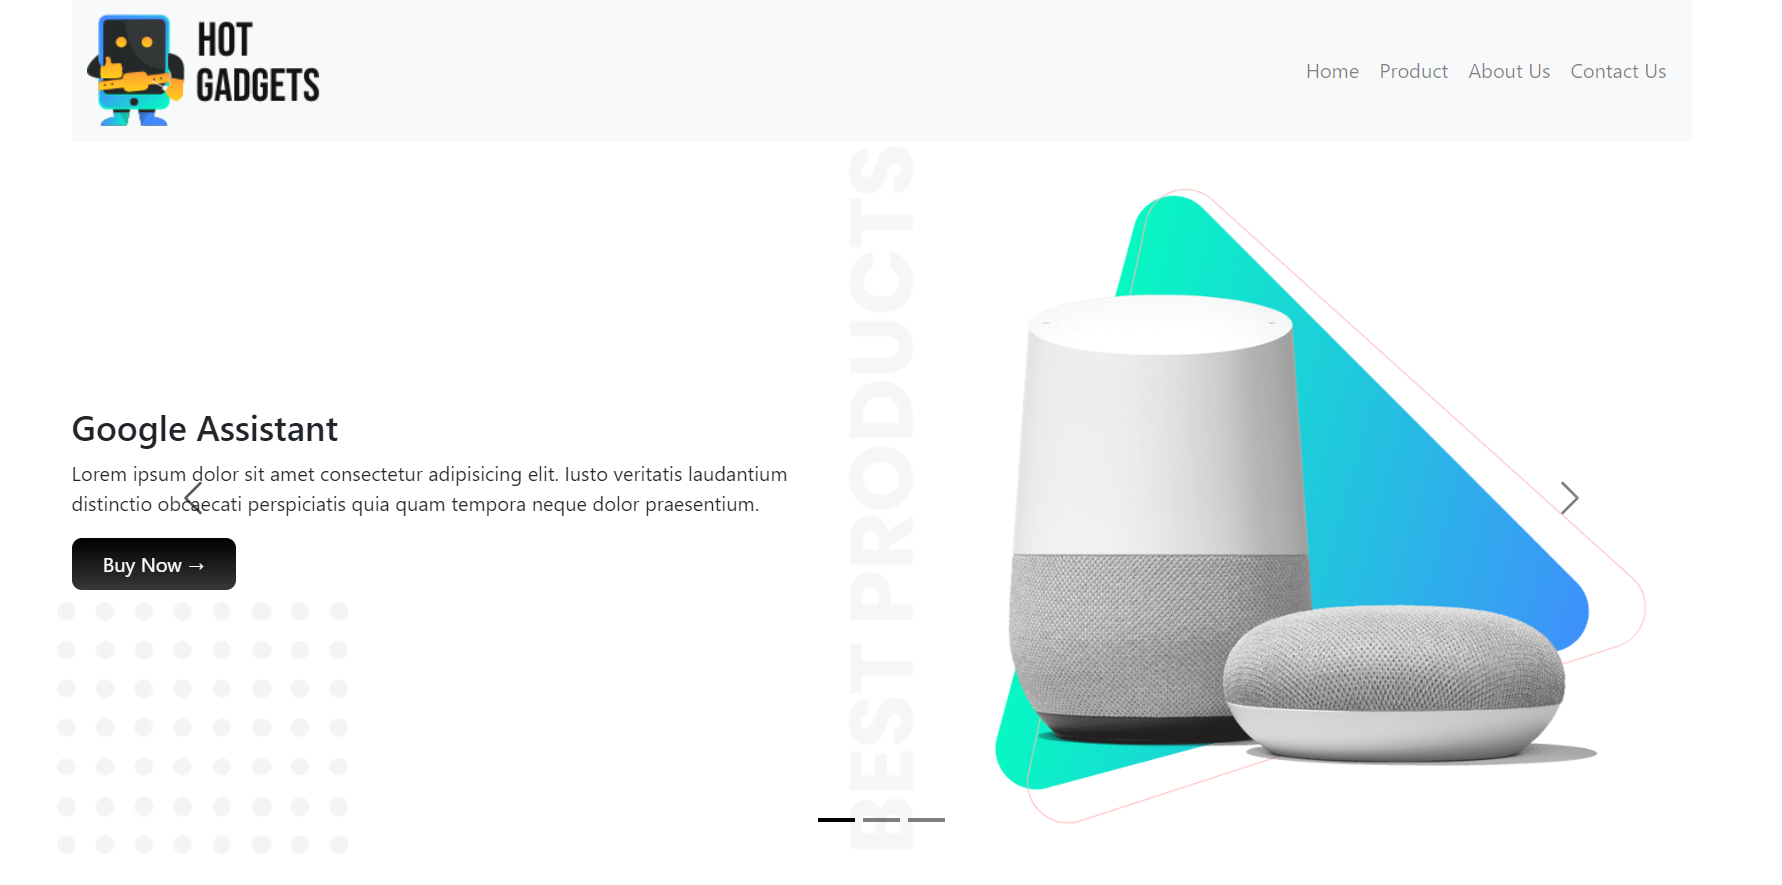 HOT
GADGETS
Home Product About Us Contact Us
BEST PRODUCTS
Google Assistant
Lorem ipsum dolor sit amet consectetur adipisicing elit. Iusto veritatis laudantium
distinctio obcaecati perspiciatis quia quam tempora neque dolor praesentium.
Buy Now →